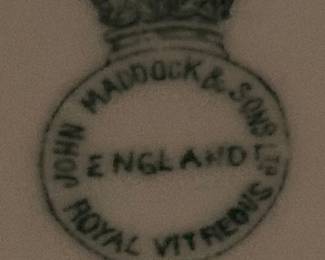 JOHN MADDOCK & SONS LTD
ENGLAND
ROYAL VITREOUS